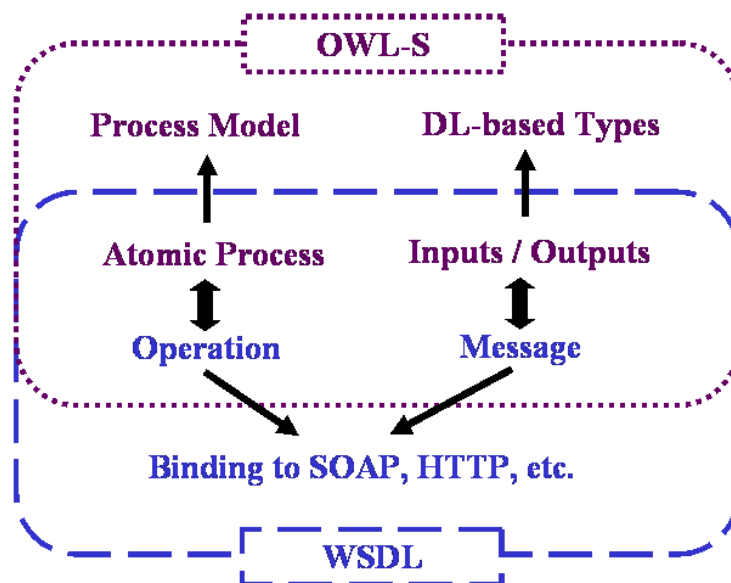 OWL-S
Process Model
DL-based Types
Atomic Process
Inputs / Outputs
Operation
Message
Binding to SOAP, HTTP, etc.
WSDL